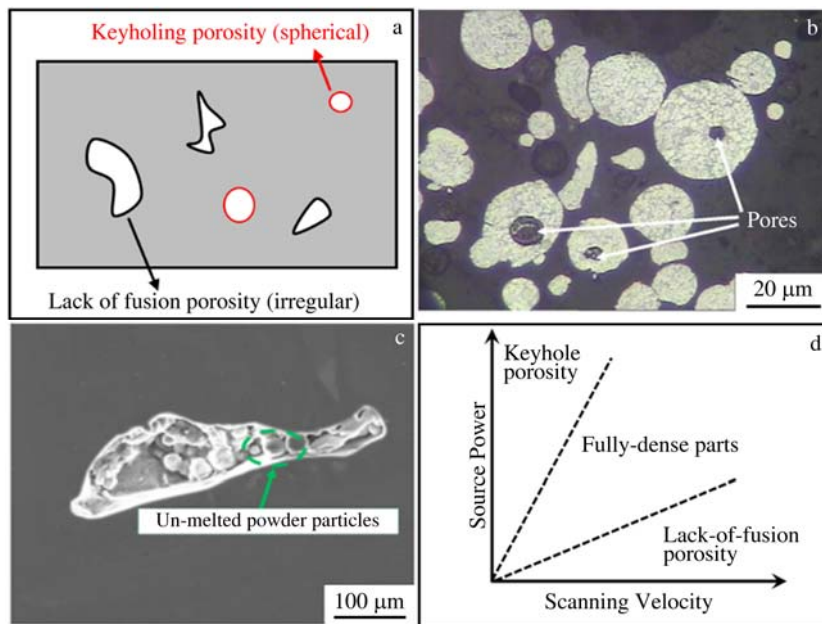 Keyholing porosity (spherical)
a
Lack of fusion porosity (irregular)
b
Pores
20 μm
c
Un-melted powder particles
100 μm
d
Keyhole
porosity
Fully-dense parts
Lack-of-fusion
porosity
Source Power
Scanning Velocity